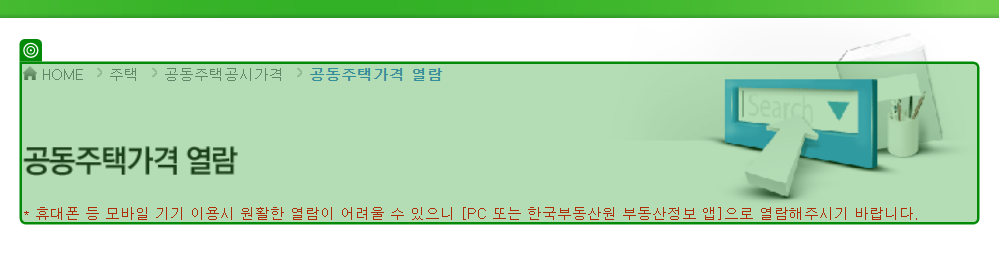 HOME > 주택 > 공동주택공시가격 > 공동주택가격 열람
Search
공동주택가격 열람
* 휴대폰 등 모바일 기기 이용시 원활한 열람이 어려울 수 있으니 [PC 또는 한국부동산원 부동산정보 앱]으로 열람해주시기 바랍니다.